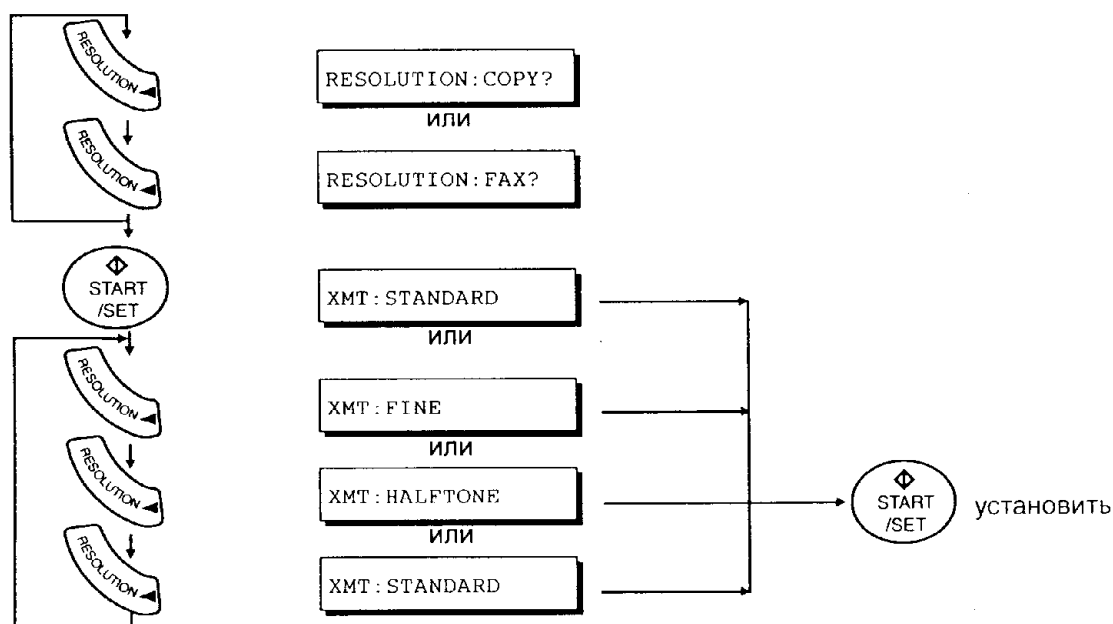 RESOLUTION
RESOLUTION:COPY?
или
RESOLUTION
RESOLUTION:FAX?
START
/SET
XMT:STANDARD
или
RESOLUTION
XMT:FINE
или
RESOLUTION
XMT:HALFTONE
или
START
/SET
установить
RESOLUTION
XMT:STANDARD